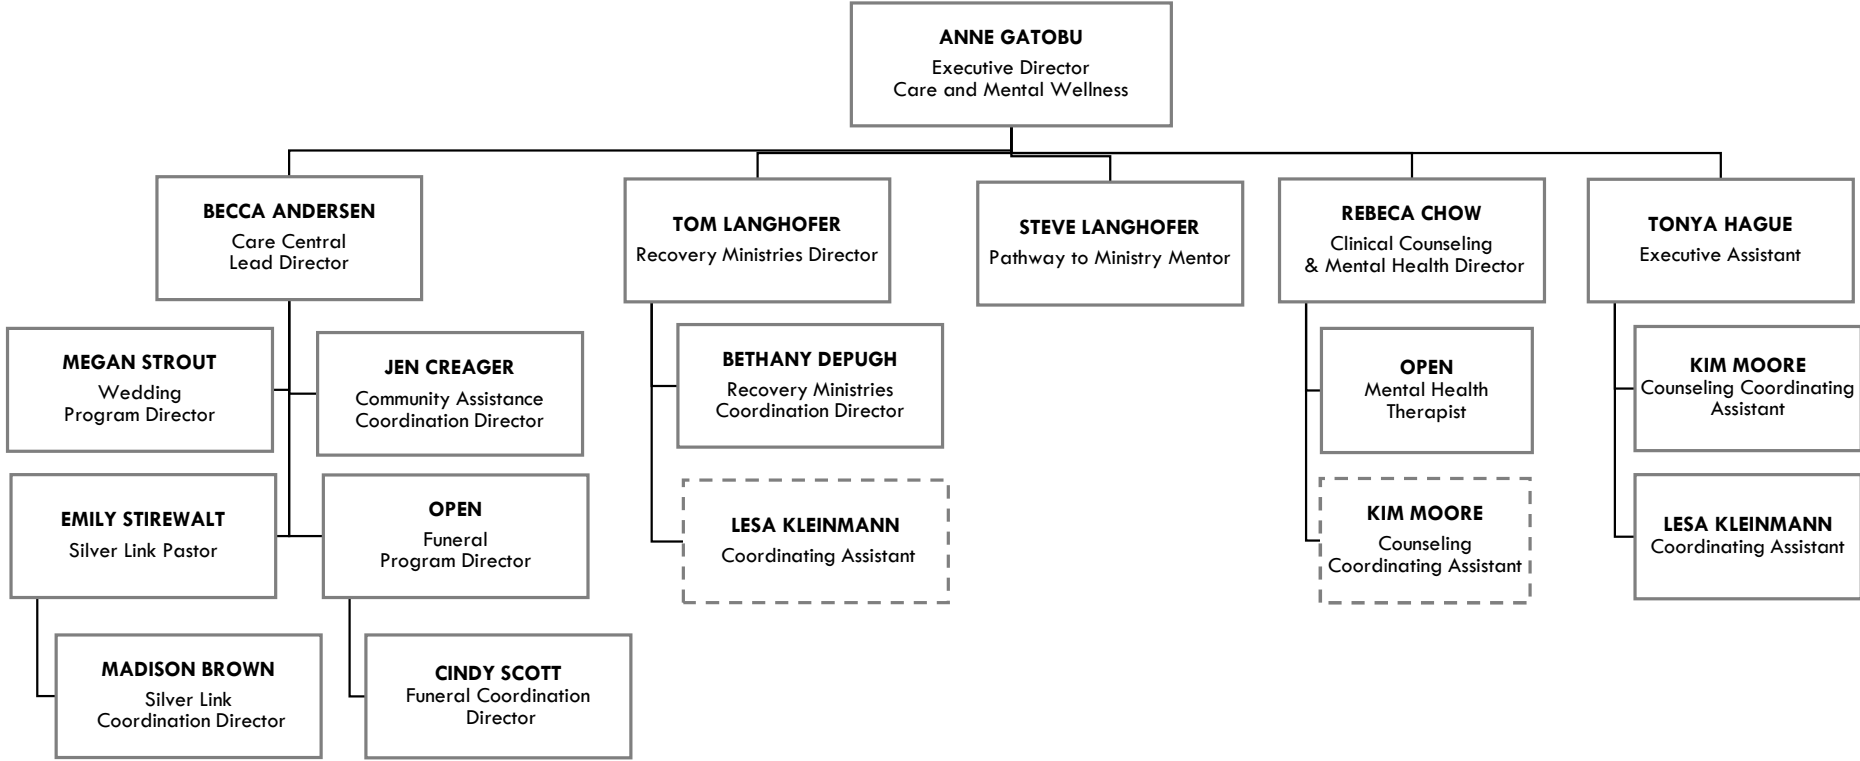 ANNE GATOBU
Executive Director
Care and Mental Wellness
BECCA ANDERSEN
Care Central
Lead Director
TOM LANGHOFER
Recovery Ministries Director
STEVE LANGHOFER
Pathway to Ministry Mentor
REBECA CHOW
Clinical Counseling
& Mental Health Director
TONYA HAGUE
Executive Assistant
MEGAN STROUT
Wedding
Program Director
JEN CREAGER
Community Assistance
Coordination Director
BETHANY DEPUGH
Recovery Ministries
Coordination Director
OPEN
Mental Health
Therapist
KIM MOORE
Counseling Coordinating
Assistant
EMILY STIREWALT
Silver Link Pastor
OPEN
Funeral
Program Director
LESA KLEINMANN
Coordinating Assistant
KIM MOORE
Counseling
Coordinating Assistant
LESA KLEINMANN
Coordinating Assistant
MADISON BROWN
Silver Link
Coordination Director
CINDY SCOTT
Funeral Coordination
Director